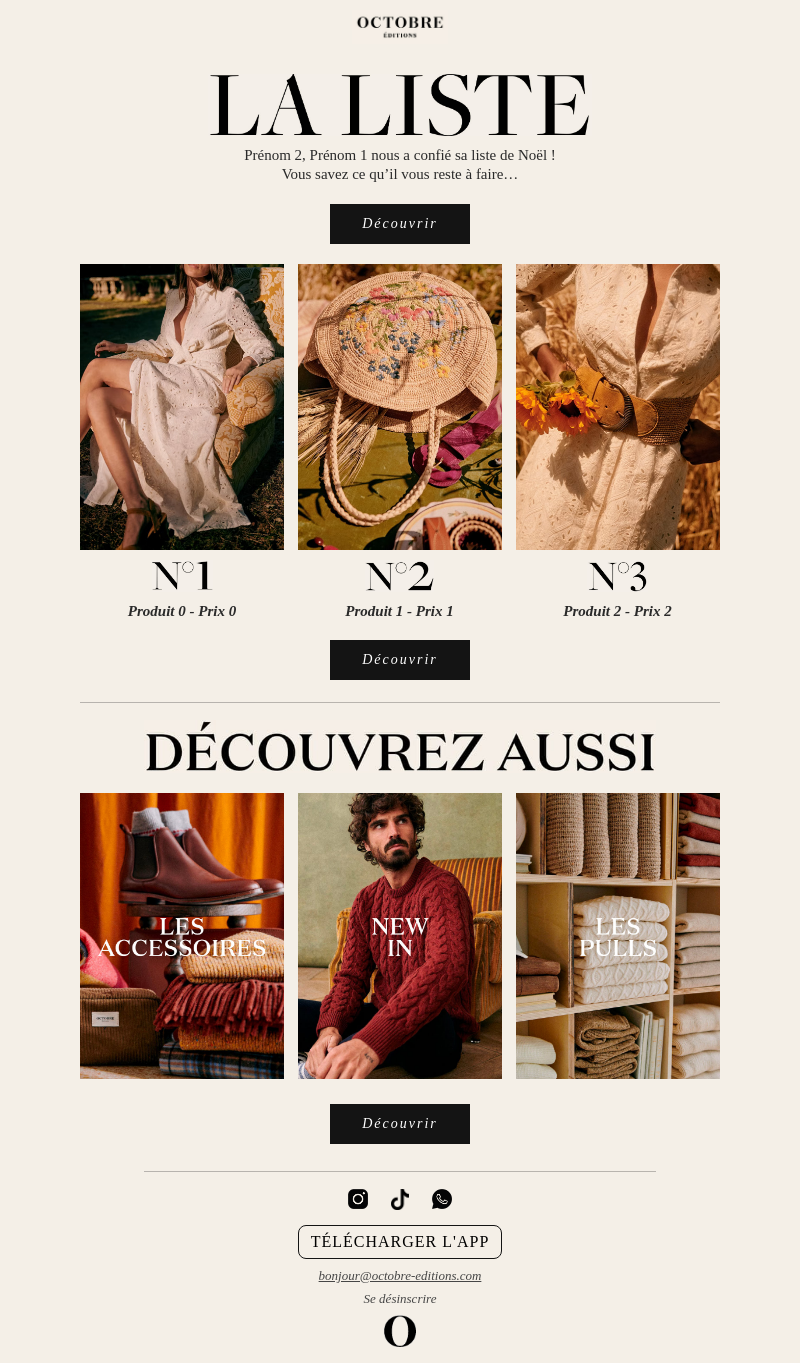 OCTOBRE
ÉDITIONS
LA LISTE
Prénom 2, Prénom 1 nous a confié sa liste de Noël !
Vous savez ce qu’il vous reste à faire…
Découvrir
N°1
N°2
N°3
Produit 0 - Prix 0
Produit 1 - Prix 1
Produit 2 - Prix 2
Découvrir
DÉCOUVREZ AUSSI
LES
ACCESSOIRES
NEW
IN
LES
PULLS
OCTOBRE
Découvrir
TÉLÉCHARGER L'APP
bonjour@octobre-editions.com
Se désinscrire
O